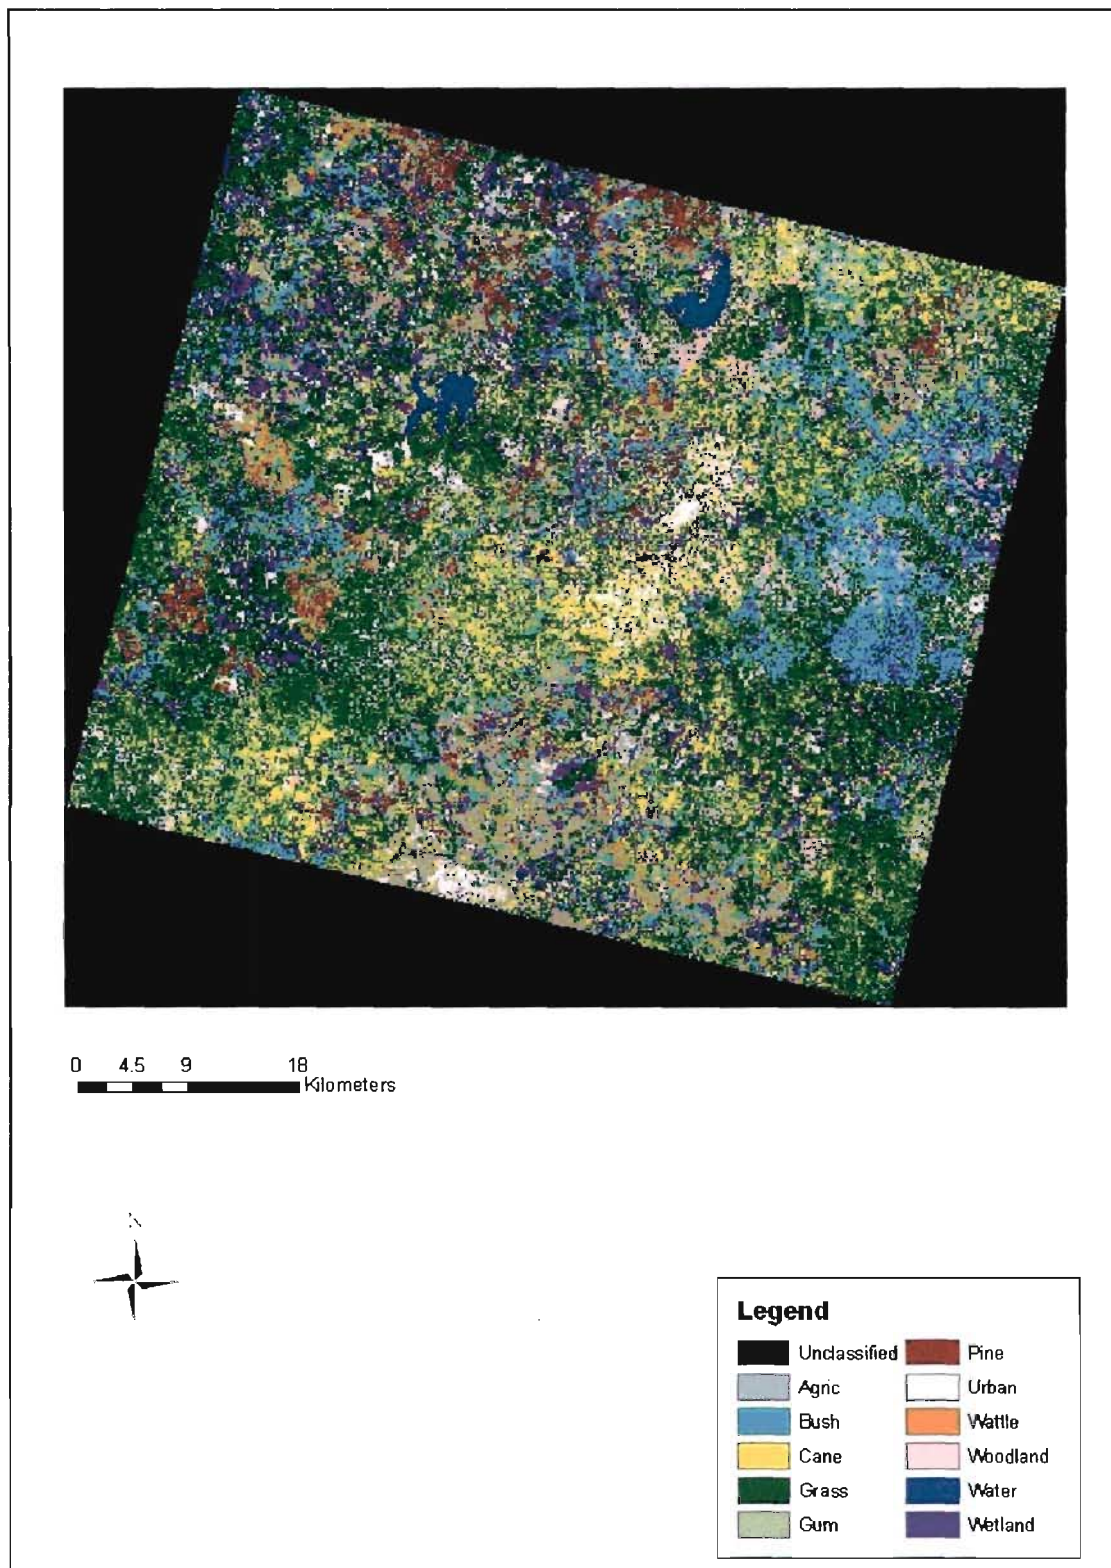 0 4.5 9 18
Kilometers
N
Legend
Unclassified
Agric
Bush
Cane
Grass
Gum
Pine
Urban
Wattle
Woodland
Water
Wetland